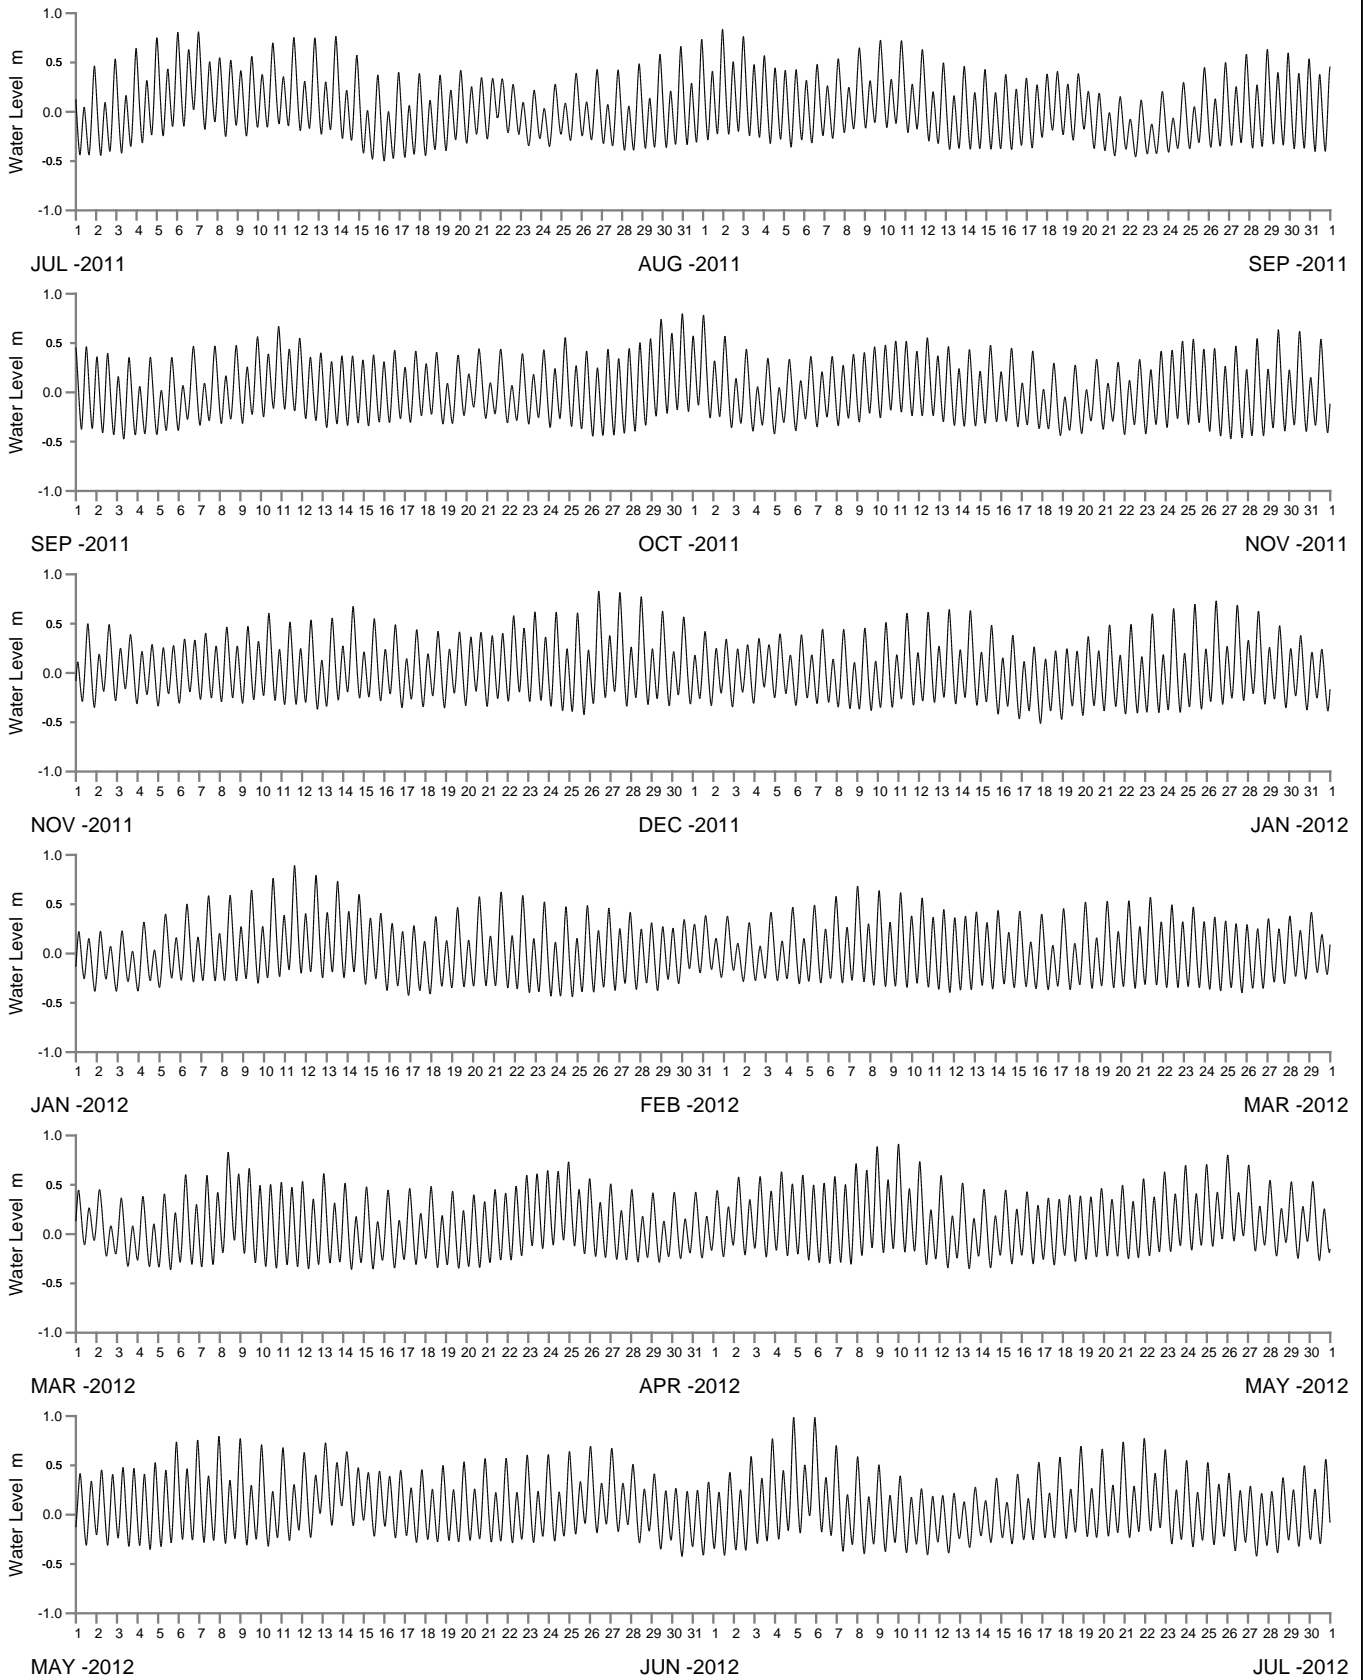 1.0
0.5
0.0
-0.5
-1.0
Water Level m
1 2 3 4 5 6 7 8 9 10 11 12 13 14 15 16 17 18 19 20 21 22 23 24 25 26 27 28 29 30 31 1 2 3 4 5 6 7 8 9 10 11 12 13 14 15 16 17 18 19 20 21 22 23 24 25 26 27 28 29 30 31 1
JUL -2011 AUG -2011 SEP -2011
1.0
0.5
0.0
-0.5
-1.0
Water Level m
1 2 3 4 5 6 7 8 9 10 11 12 13 14 15 16 17 18 19 20 21 22 23 24 25 26 27 28 29 30 1 2 3 4 5 6 7 8 9 10 11 12 13 14 15 16 17 18 19 20 21 22 23 24 25 26 27 28 29 30 31 1
SEP -2011 OCT -2011 NOV -2011
1.0
0.5
0.0
-0.5
-1.0
Water Level m
1 2 3 4 5 6 7 8 9 10 11 12 13 14 15 16 17 18 19 20 21 22 23 24 25 26 27 28 29 30 1 2 3 4 5 6 7 8 9 10 11 12 13 14 15 16 17 18 19 20 21 22 23 24 25 26 27 28 29 30 31 1
NOV -2011 DEC -2011 JAN -2012
1.0
0.5
0.0
-0.5
-1.0
Water Level m
1 2 3 4 5 6 7 8 9 10 11 12 13 14 15 16 17 18 19 20 21 22 23 24 25 26 27 28 29 30 31 1 2 3 4 5 6 7 8 9 10 11 12 13 14 15 16 17 18 19 20 21 22 23 24 25 26 27 28 29 1
JAN -2012 FEB -2012 MAR -2012
1.0
0.5
0.0
-0.5
-1.0
Water Level m
1 2 3 4 5 6 7 8 9 10 11 12 13 14 15 16 17 18 19 20 21 22 23 24 25 26 27 28 29 30 31 1 2 3 4 5 6 7 8 9 10 11 12 13 14 15 16 17 18 19 20 21 22 23 24 25 26 27 28 29 30 1
MAR -2012 APR -2012 MAY -2012
1.0
0.5
0.0
-0.5
-1.0
Water Level m
1 2 3 4 5 6 7 8 9 10 11 12 13 14 15 16 17 18 19 20 21 22 23 24 25 26 27 28 29 30 31 1 2 3 4 5 6 7 8 9 10 11 12 13 14 15 16 17 18 19 20 21 22 23 24 25 26 27 28 29 30 1
MAY -2012 JUN -2012 JUL -2012